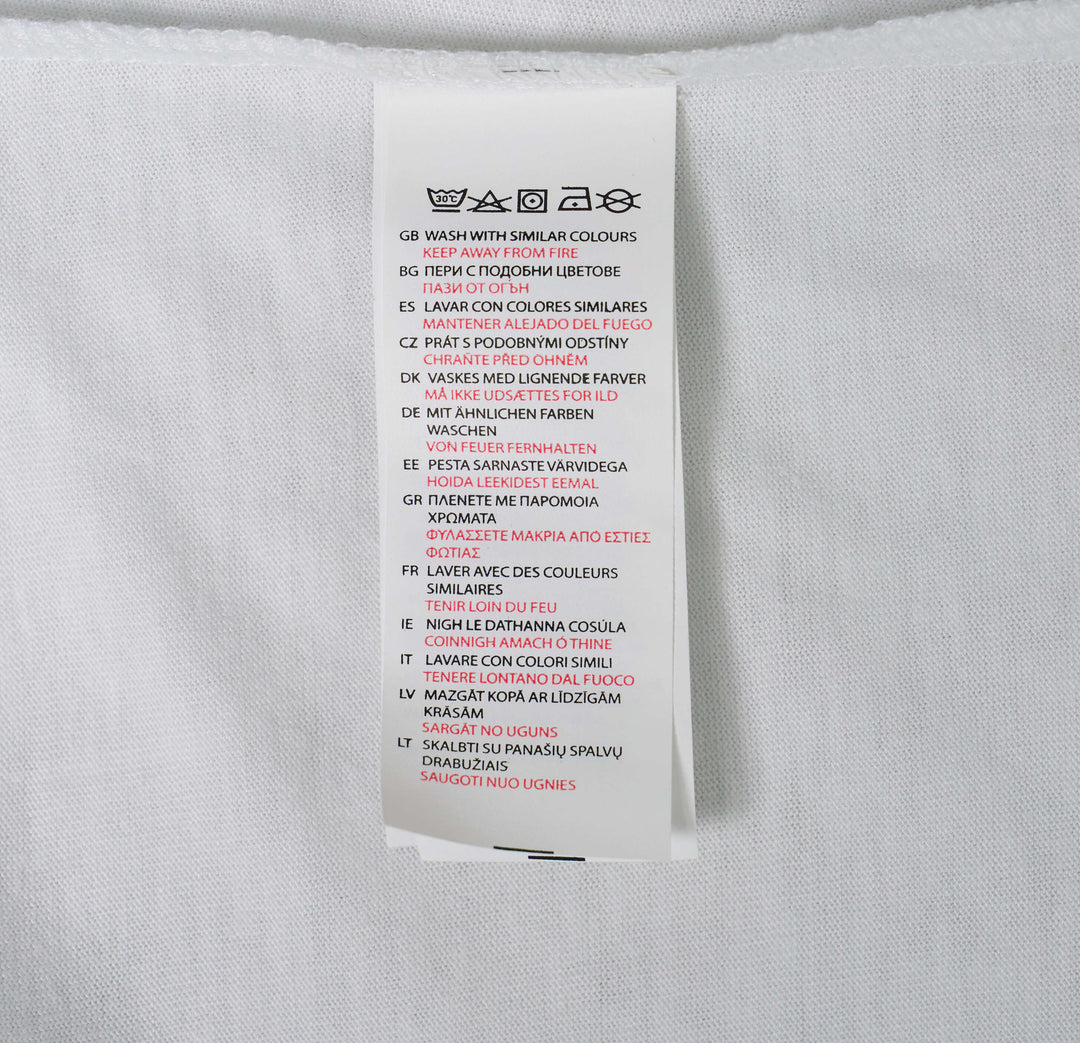 30°C
GB WASH WITH SIMILAR COLOURS
KEEP AWAY FROM FIRE
BG ПЕРИ С ПОДОБНИ ЦВЕТОВЕ
ПАЗИ ОТ ОГЪН
ES LAVAR CON COLORES SIMILARES
MANTENER ALEJADO DEL FUEGO
CZ PRÁT S PODOBNÝMI ODSTÍNY
CHRAŇTE PŘED OHNĚM
DK VASKES MED LIGNENDE FARVER
MÅ IKKE UDSÆTTES FOR ILD
DE MIT ÄHNLICHEN FARBEN
WASCHEN
VON FEUER FERNHALTEN
EE PESTA SARNASTE VÄRVIDEGA
HOIDA LEEKIDEST EEMAL
GR ΠΛΕΝΕΤΕ ΜΕ ΠΑΡΟΜΟΙΑ
ΧΡΩΜΑΤΑ
ΦΥΛΑΣΣΕΤΕ ΜΑΚΡΙΑ ΑΠΌ ΕΣΤΙΕΣ
ΦΩΤΙΑΣ
FR LAVER AVEC DES COULEURS
SIMILAIRES
TENIR LOIN DU FEU
IE NIGH LE DATHANNA COSÚLA
COINNIGH AMACH Ó THINE
IT LAVARE CON COLORI SIMILI
TENERE LONTANO DAL FUOCO
LV MAZGĀT KOPĀ AR LĪDZĪGĀM
KRĀSĀM
SARGĀT NO UGUNS
LT SKALBTI SU PANAŠIŲ SPALVŲ
DRABUŽIAIS
SAUGOTI NUO UGNIES